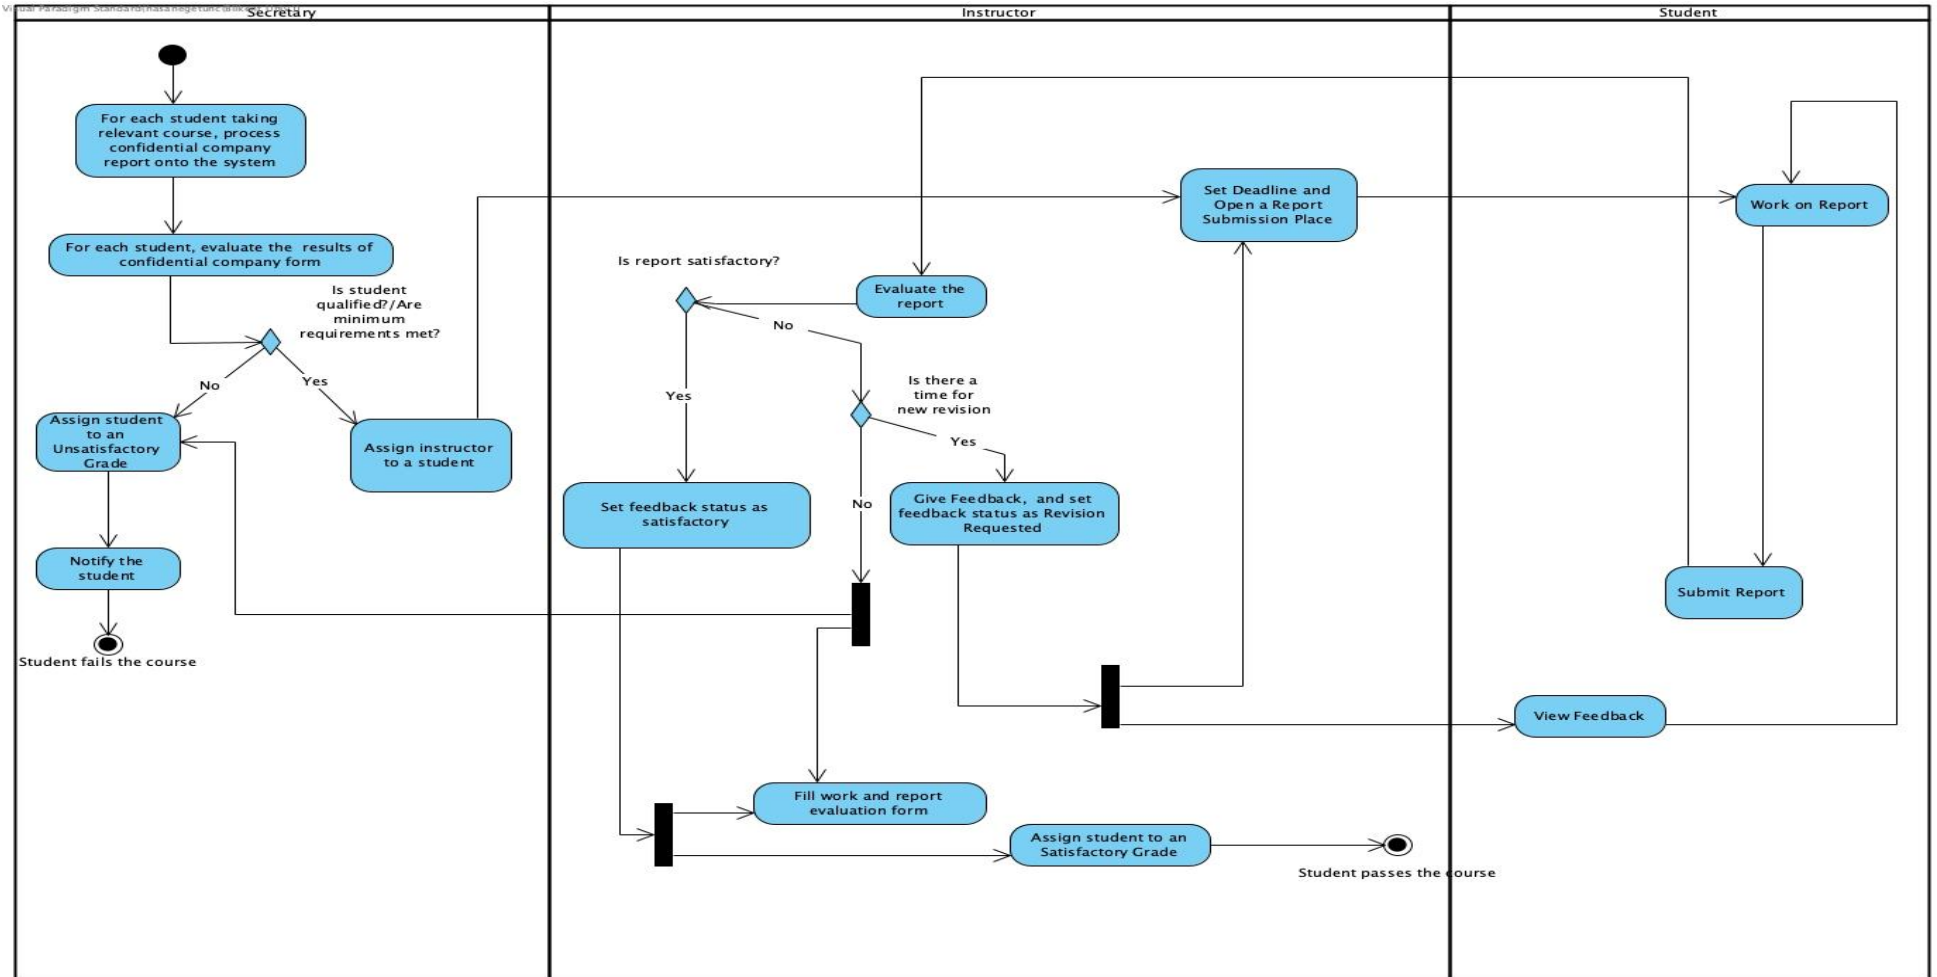 Secretary
Instructor
Student
For each student taking
relevant course, process
confidential company
report onto the system
For each student, evaluate the results of
confidential company form
Is student
qualified?/Are
minimum
requirements met?
No
Yes
Assign student
to an
Unsatisfactory
Grade
Assign instructor
to a student
Notify the
student
Student fails the course
Is report satisfactory?
Evaluate the
report
No
Yes
Is there a
time for
new revision
Yes
No
Set feedback status as
satisfactory
Give Feedback, and set
feedback status as Revision
Requested
Set Deadline and
Open a Report
Submission Place
Fill work and report
evaluation form
Assign student to an
Satisfactory Grade
Student passes the course
Work on Report
Submit Report
View Feedback
Visual Paradigm Standard